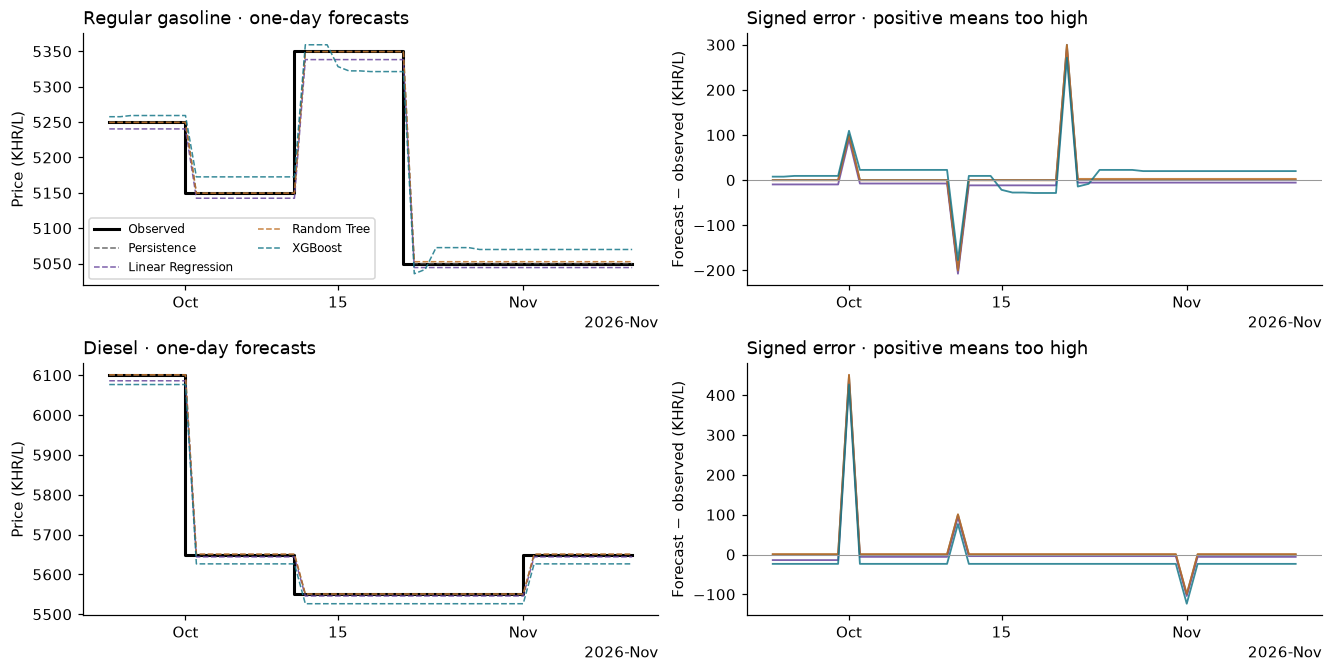 Regular gasoline · one-day forecasts
Price (KHR/L)
5350
5300
5250
5200
5150
5100
5050
Observed
Persistence
Linear Regression
Random Tree
XGBoost
Oct
15
Nov
2026-Nov
Signed error · positive means too high
Forecast − observed (KHR/L)
300
200
100
0
−100
−200
Oct
15
Nov
2026-Nov
Diesel · one-day forecasts
Price (KHR/L)
6100
6000
5900
5800
5700
5600
5500
Oct
15
Nov
2026-Nov
Signed error · positive means too high
Forecast − observed (KHR/L)
400
300
200
100
0
−100
Oct
15
Nov
2026-Nov